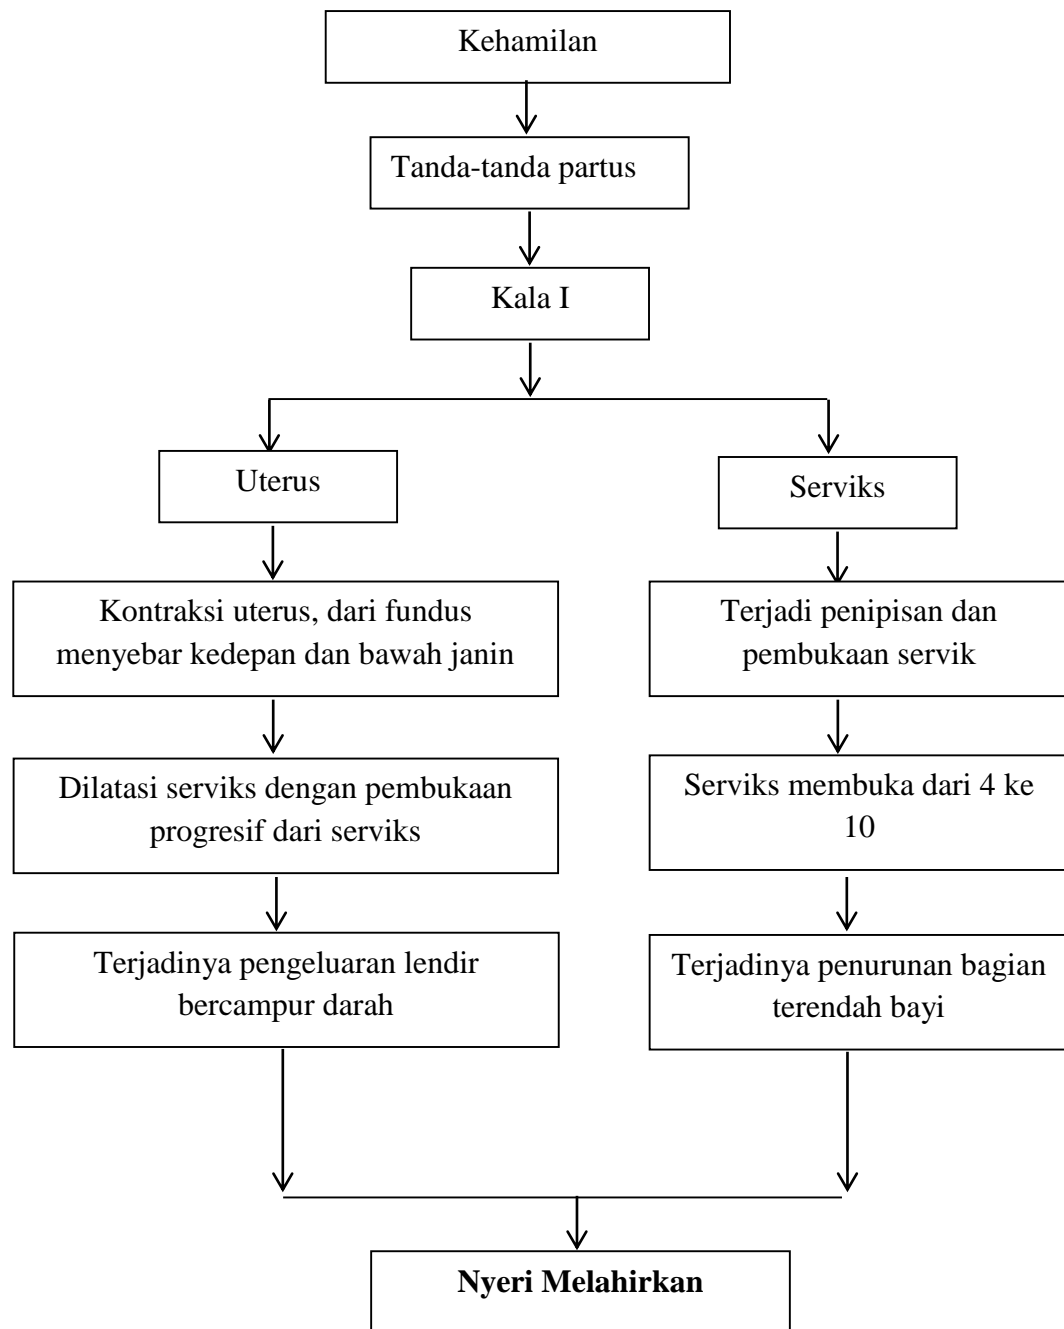 Kehamilan
Tanda-tanda partus
Kala I
Uterus
Serviks
Kontraksi uterus, dari fundus
menyebar kedepan dan bawah janin
Terjadi penipisan dan
pembukaan servik
Dilatasi serviks dengan pembukaan
progresif dari serviks
Serviks membuka dari 4 ke
10
Terjadinya pengeluaran lendir
bercampur darah
Terjadinya penurunan bagian
terendah bayi
Nyeri Melahirkan